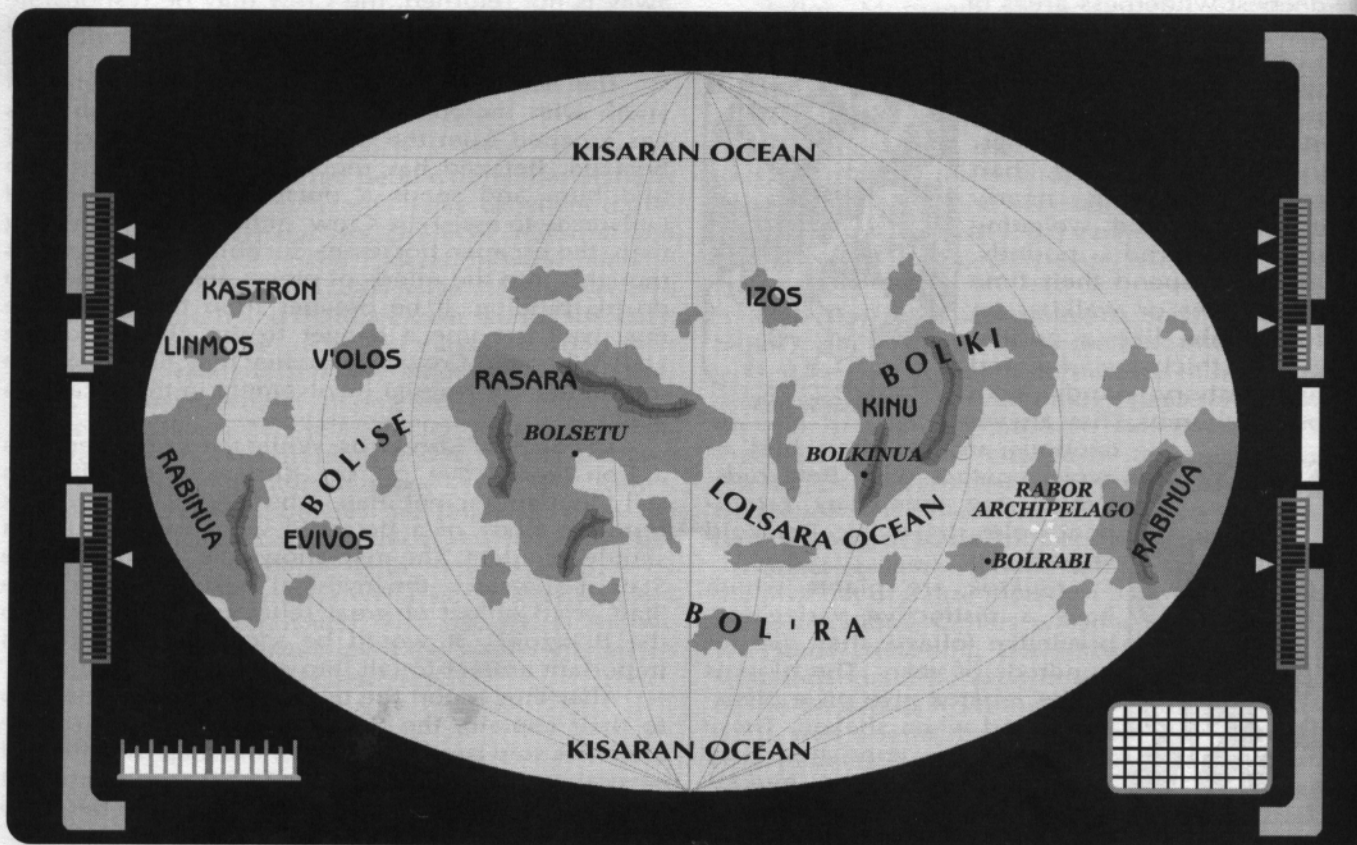 KISARAN OCEAN
KASTRON
IZOS
LINMOS
V'OLOS
BOL'KI
RASARA
KINU
BOL'SE
BOLSETU
BOLKINUA
RABINUA
LOLSARA OCEAN
RABOR
ARCHIPELAGO
RABINUA
EVIVOS
BOLRABI
BOL'RA
KISARAN OCEAN